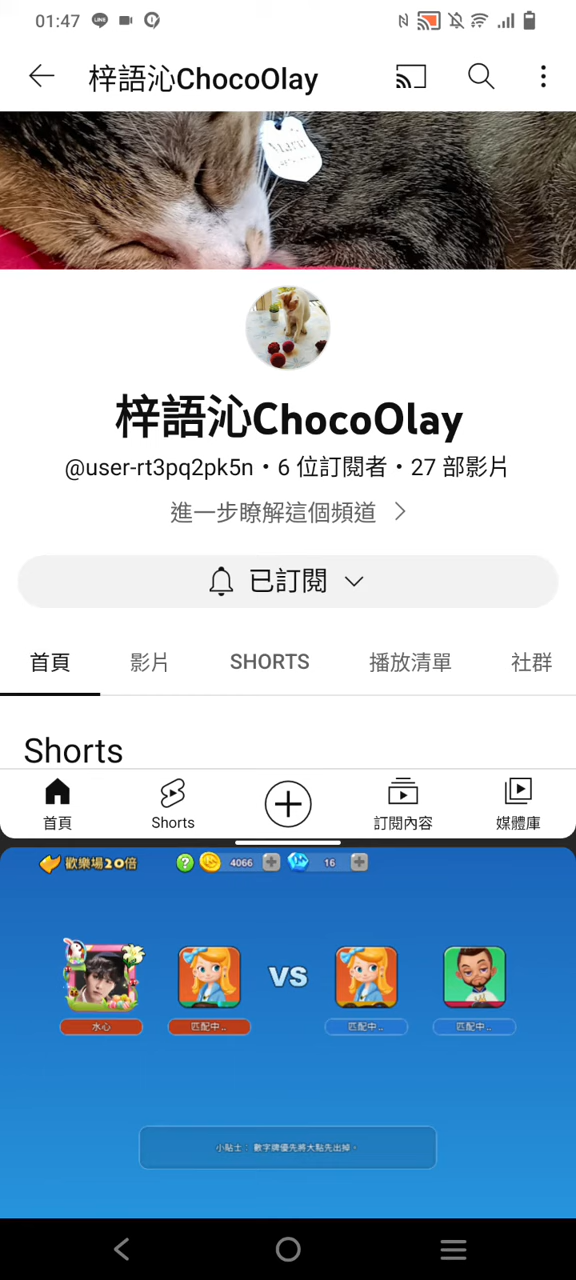 01:47
梓語沁ChocoOlay
梓語沁ChocoOlay
@user-rt3pq2pk5n・6 位訂閱者・27 部影片
進一步瞭解這個頻道
已訂閱
首頁 影片 SHORTS 播放清單 社群
Shorts
首頁 Shorts 訂閱內容 媒體庫
歡樂場20倍 ? 4066 16
VS
水心 匹配中.. 匹配中.. 匹配中..
小貼士： 數字牌優先將大點先出掉。